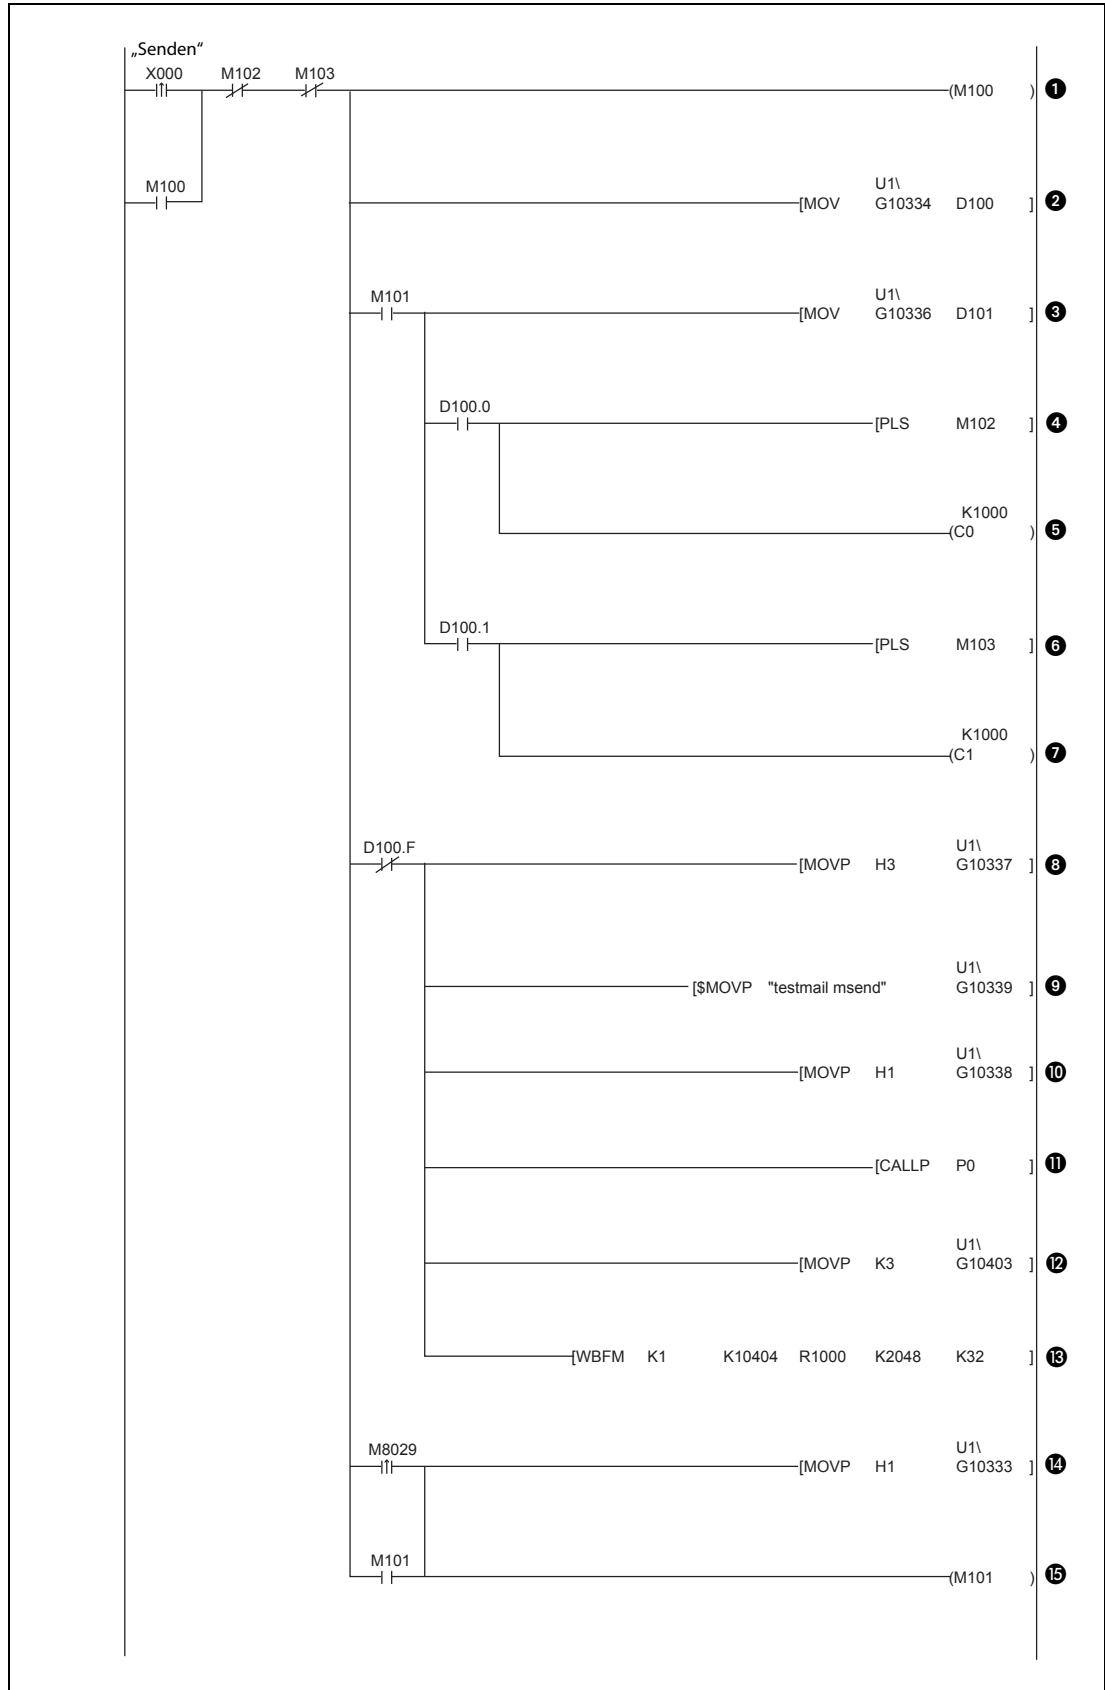 „Senden“
X000 M102 M103
(M100 ) ❶
M100
U1\
[MOV G10334 D100 ] ❷
M101
U1\
[MOV G10336 D101 ] ❸
D100.0
[PLS M102 ] ❹
K1000
(C0 ) ❺
D100.1
[PLS M103 ] ❻
K1000
(C1 ) ❼
D100.F
U1\
[MOVP H3 G10337 ] ❽
U1\
[$MOVP "testmail msend" G10339 ] ❾
U1\
[MOVP H1 G10338 ] ❿
[CALLP P0 ] ⓫
U1\
[MOVP K3 G10403 ] ⓬
[WBFM K1 K10404 R1000 K2048 K32 ] ⓭
M8029
U1\
[MOVP H1 G10333 ] ⓮
M101
(M101 ) ⓯